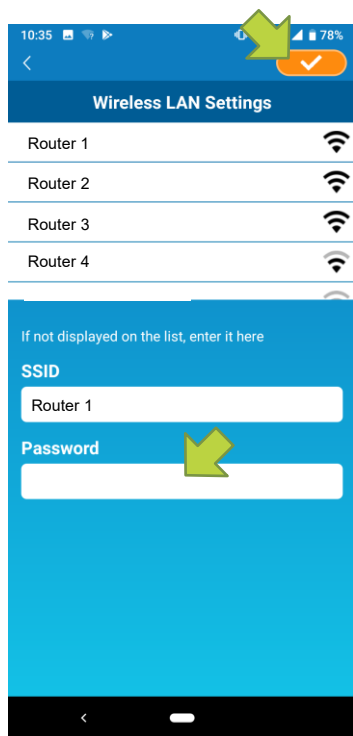 10:35 78%
Wireless LAN Settings
Router 1
Router 2
Router 3
Router 4
If not displayed on the list, enter it here
SSID
Router 1
Password